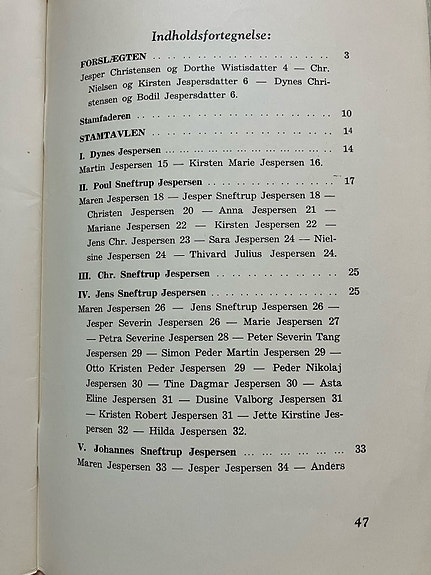 Indholdsfortegnelse:
FORSLÆGTEN . . . . . . . . . . . . . . . . . . 3
Jesper Christensen og Dorthe Wistisdatter 4 — Chr.
Nielsen og Kirsten Jespersdatter 6 — Dynes Chri-
stensen og Bodil Jespersdatter 6.
Stamfaderen . . . . . . . . . . . . . . . . . . 10
STAMTAVLEN . . . . . . . . . . . . . . . . . . 14
I. Dynes Jespersen . . . . . . . . . . . . . . . . . . 14
Martin Jespersen 15 — Kirsten Marie Jespersen 16.
II. Poul Sneftrup Jespersen . . . . . . . . . . . . . . 17
Maren Jespersen 18 — Jesper Sneftrup Jespersen 18 —
Christen Jespersen 20 — Anna Jespersen 21 —
Mariane Jespersen 22 — Kirsten Jespersen 22 —
Jens Chr. Jespersen 23 — Sara Jespersen 24 — Niel-
sine Jespersen 24 — Thivard Julius Jespersen 24.
III. Chr. Sneftrup Jespersen . . . . . . . . . . . . . 25
IV. Jens Sneftrup Jespersen . . . . . . . . . . . . . 25
Maren Jespersen 26 — Jens Sneftrup Jespersen 26 —
Jesper Severin Jespersen 26 — Marie Jespersen 27
— Petra Severine Jespersen 28 — Peter Severin Tang
Jespersen 29 — Simon Peder Martin Jespersen 29 —
Otto Kristen Peder Jespersen 29 — Peder Nikolaj
Jespersen 30 — Tine Dagmar Jespersen 30 — Asta
Eline Jespersen 31 — Dusine Valborg Jespersen 31
— Kristen Robert Jespersen 31 — Jette Kirstine Jes-
persen 32 — Hilda Jespersen 32.
V. Johannes Sneftrup Jespersen . . . . . . . . . . . 33
Maren Jespersen 33 — Jesper Jespersen 34 — Anders
47